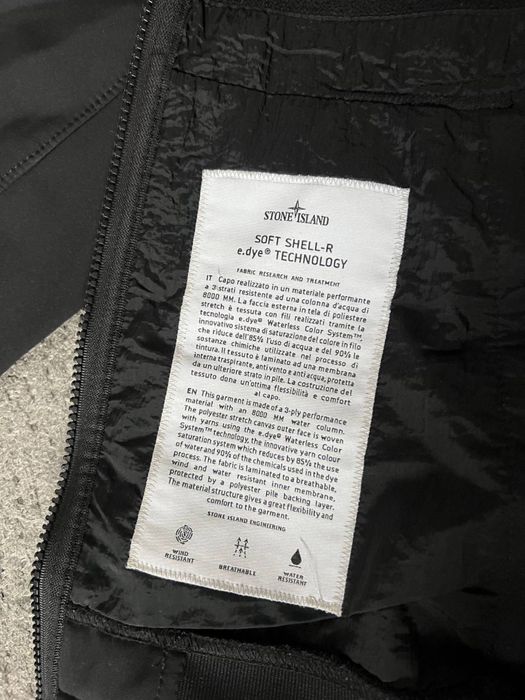 STONE ISLAND
SOFT SHELL-R
e.dye® TECHNOLOGY
FABRIC RESEARCH AND TREATMENT
IT Capo realizzato in un materiale performante
a 3 strati resistente ad una colonna d'acqua di
8000 MM. La faccia esterna in tela di poliestere
stretch è tessuta con fili realizzati tramite la
tecnologia e.dye® Waterless Color System™,
innovativo sistema di saturazione del colore in filo
che riduce dell'85% l'uso di acqua e del 90% le
sostanze chimiche utilizzate nel processo di
tintura. Il tessuto è laminato ad una membrana
interna traspirante, antivento e antiacqua, protetta
da un ulteriore strato in pile. La costruzione del
tessuto dona un'ottima flessibilità e comfort
al capo.
EN This garment is made of a 3-ply performance
material with an 8000 MM water column.
The polyester stretch canvas outer face is woven
with yarns using the e.dye® Waterless Color
System™ technology, the innovative yarn colour
saturation system which reduces by 85% the use
of water and 90% of the chemicals used in the dye
process. The fabric is laminated to a breathable,
wind and water resistant inner membrane,
protected by a polyester pile backing layer.
The material structure gives a great flexibility and
comfort to the garment.
STONE ISLAND ENGINEERING
WIND
RESISTANT
BREATHABLE
WATER
RESISTANT